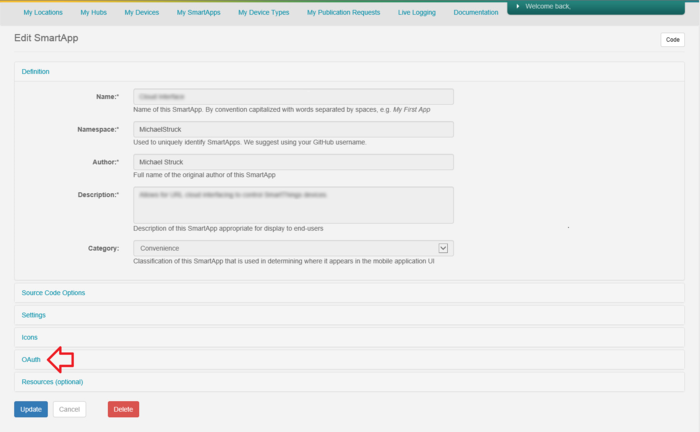 My Locations My Hubs My Devices My SmartApps My Device Types My Publication Requests Live Logging Documentation Welcome back,
Edit SmartApp
Code
Definition
Name:*
Name of this SmartApp. By convention capitalized with words separated by spaces, e.g. My First App
Namespace:* MichaelStruck
Used to uniquely identify SmartApps. We suggest using your GitHub username.
Author:* Michael Struck
Full name of the original author of this SmartApp
Description:*
Description of this SmartApp appropriate for display to end-users
Category: Convenience
Classification of this SmartApp that is used in determining where it appears in the mobile application UI
Source Code Options
Settings
Icons
OAuth
Resources (optional)
Update Cancel Delete